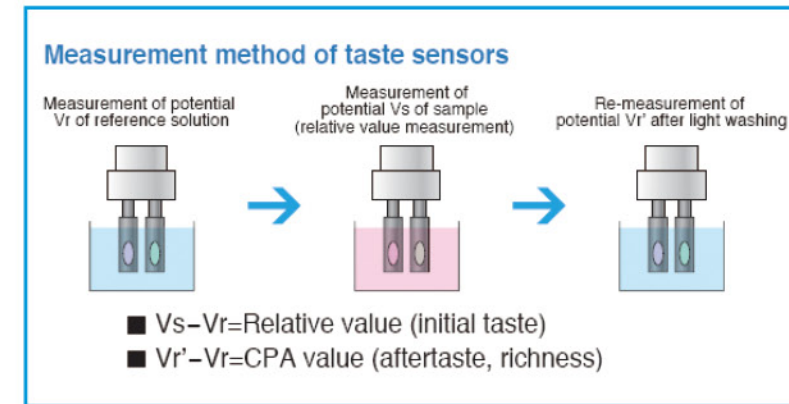 Measurement method of taste sensors
Measurement of potential
Vr of reference solution
Measurement of
potential Vs of sample
(relative value measurement)
Re-measurement of
potential Vr' after light washing
■ Vs−Vr=Relative value (initial taste)
■ Vr'−Vr=CPA value (aftertaste, richness)